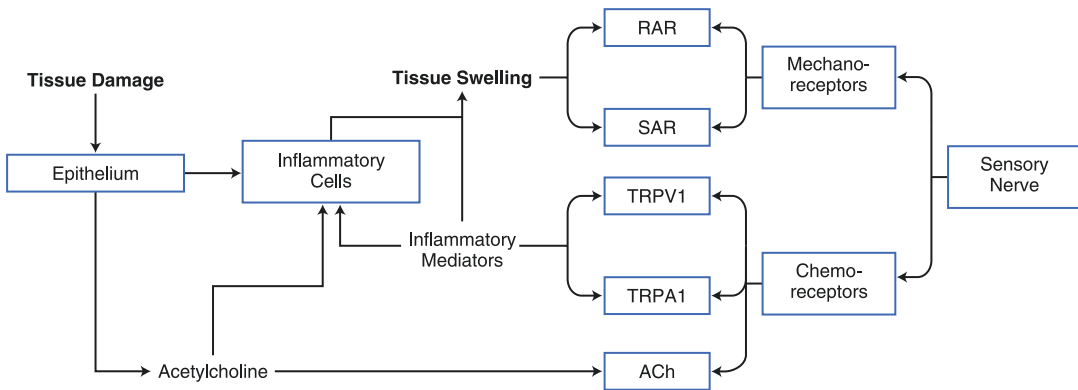 RAR
Tissue Damage
Tissue Swelling
Mechano-
receptors
SAR
Epithelium
Inflammatory
Cells
Sensory
Nerve
TRPV1
Inflammatory
Mediators
Chemo-
receptors
TRPA1
Acetylcholine
ACh